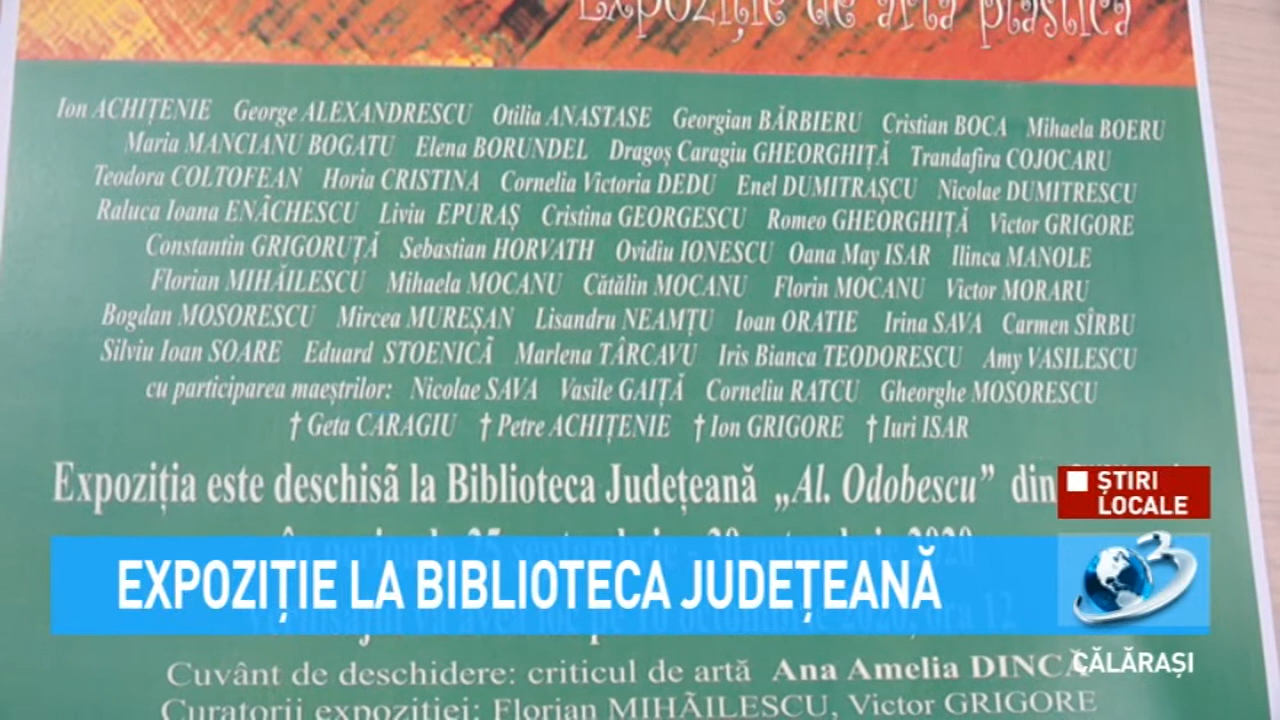 Expoziție de artă plastică
Ion ACHIȚENIE George ALEXANDRESCU Otilia ANASTASE Georgian BĂRBIERU Cristian BOCA Mihaela BOERU
Maria MANCIANU BOGATU Elena BORUNDEL Dragoș Caragiu GHEORGHIȚĂ Trandafira COJOCARU
Teodora COLTOFEAN Horia CRISTINA Cornelia Victoria DEDU Enel DUMITRAȘCU Nicolae DUMITRESCU
Raluca Ioana ENÃCHESCU Liviu EPURAȘ Cristina GEORGESCU Romeo GHEORGHIȚĂ Victor GRIGORE
Constantin GRIGORUȚĂ Sebastian HORVATH Ovidiu IONESCU Oana May ISAR Ilinca MANOLE
Florian MIHĂILESCU Mihaela MOCANU Cătălin MOCANU Florin MOCANU Victor MORARU
Bogdan MOSORESCU Mircea MUREȘAN Lisandru NEAMȚU Ioan ORATIE Irina SAVA Carmen SÎRBU
Silviu Ioan SOARE Eduard STOENICĂ Marlena TÂRCAVU Iris Bianca TEODORESCU Amy VASILESCU
cu participarea maeștrilor: Nicolae SAVA Vasile GAIȚĂ Corneliu RATCU Gheorghe MOSORESCU
† Geta CARAGIU † Petre ACHIȚENIE † Ion GRIGORE † Iuri ISAR
Expoziția este deschisã la Biblioteca Județeană „Al. Odobescu” din
ȘTIRI
LOCALE
EXPOZIȚIE LA BIBLIOTECA JUDEȚEANĂ
3
CĂLĂRAȘI
Cuvânt de deschidere: criticul de artă Ana Amelia DINCĂ
Curatorii expoziției: Florian MIHÃILESCU, Victor GRIGORE